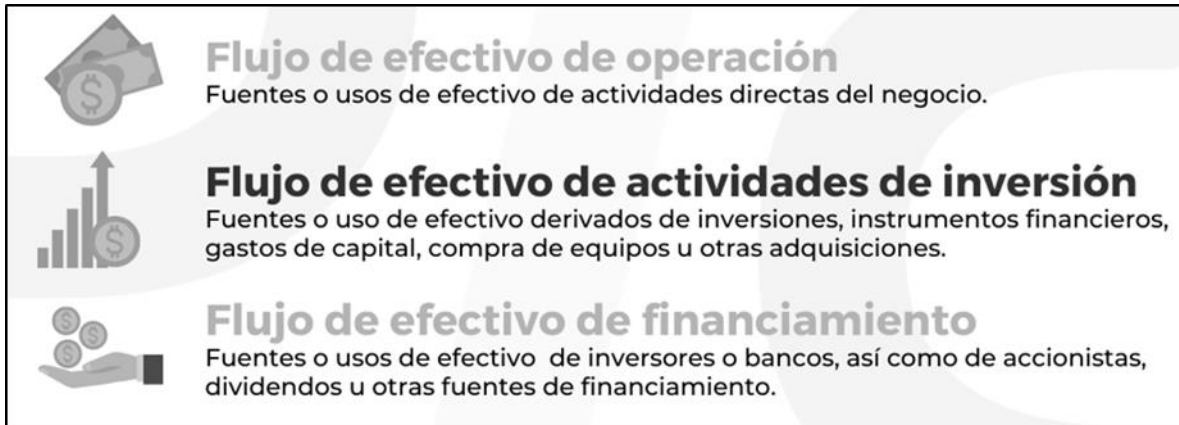 Flujo de efectivo de operación
Fuentes o usos de efectivo de actividades directas del negocio.
Flujo de efectivo de actividades de inversión
Fuentes o uso de efectivo derivados de inversiones, instrumentos financieros,
gastos de capital, compra de equipos u otras adquisiciones.
Flujo de efectivo de financiamiento
Fuentes o usos de efectivo  de inversores o bancos, así como de accionistas,
dividendos u otras fuentes de financiamiento.